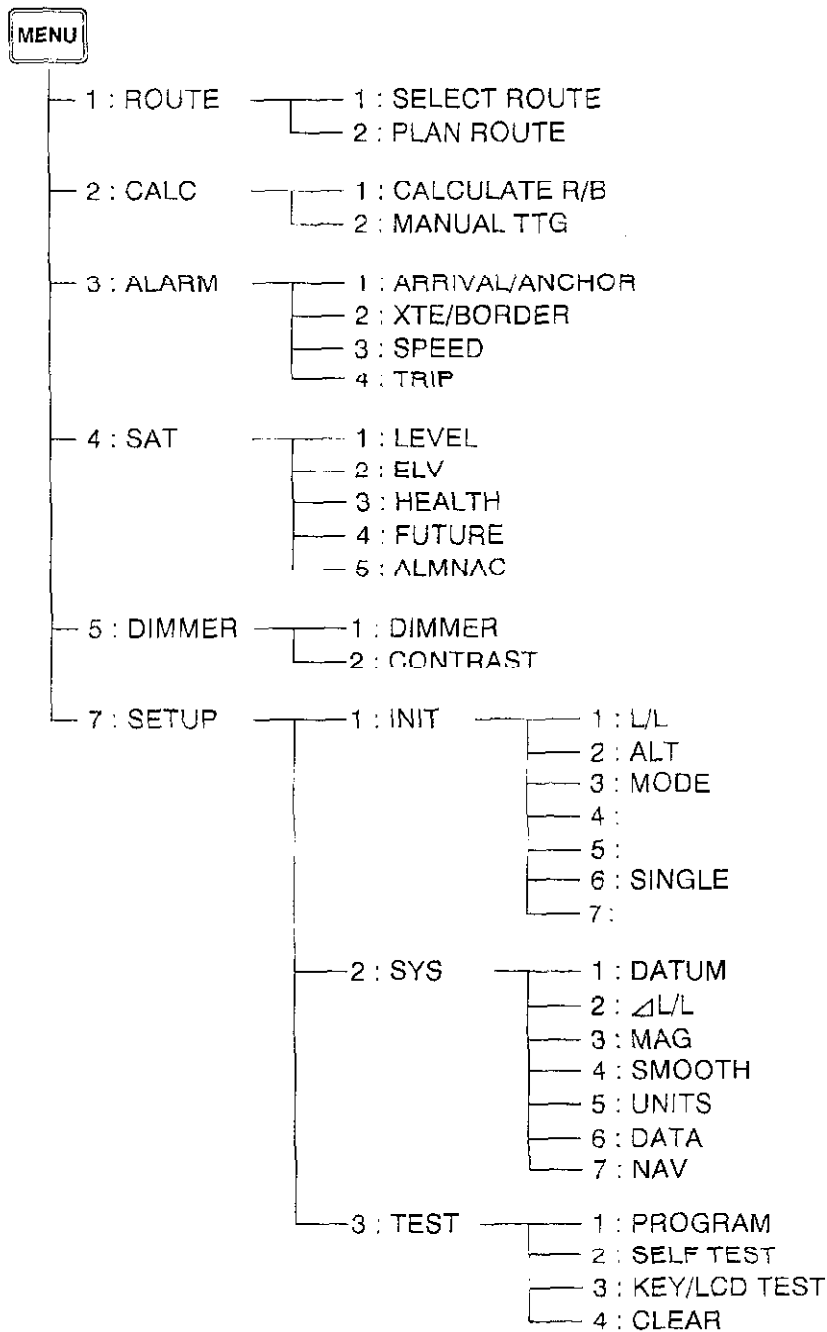 MENU
1 : ROUTE
1 : SELECT ROUTE
2 : PLAN ROUTE
2 : CALC
1 : CALCULATE R/B
2 : MANUAL TTG
3 : ALARM
1 : ARRIVAL/ANCHOR
2 : XTE/BORDER
3 : SPEED
4 : TRIP
4 : SAT
1 : LEVEL
2 : ELV
3 : HEALTH
4 : FUTURE
5 : ALMNAC
5 : DIMMER
1 : DIMMER
2 : CONTRAST
7 : SETUP
1 : INIT
1 : L/L
2 : ALT
3 : MODE
4 :
5 :
6 : SINGLE
7 :
2 : SYS
1 : DATUM
2 : ⊿L/L
3 : MAG
4 : SMOOTH
5 : UNITS
6 : DATA
7 : NAV
3 : TEST
1 : PROGRAM
2 : SELF TEST
3 : KEY/LCD TEST
4 : CLEAR